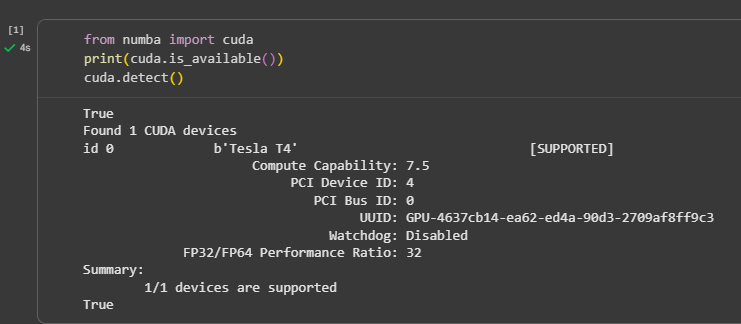 [1]
4s
from numba import cuda
print(cuda.is_available())
cuda.detect()
True
Found 1 CUDA devices
id 0 b'Tesla T4' [SUPPORTED]
Compute Capability: 7.5
PCI Device ID: 4
PCI Bus ID: 0
UUID: GPU-4637cb14-ea62-ed4a-90d3-2709af8ff9c3
Watchdog: Disabled
FP32/FP64 Performance Ratio: 32
Summary:
1/1 devices are supported
True